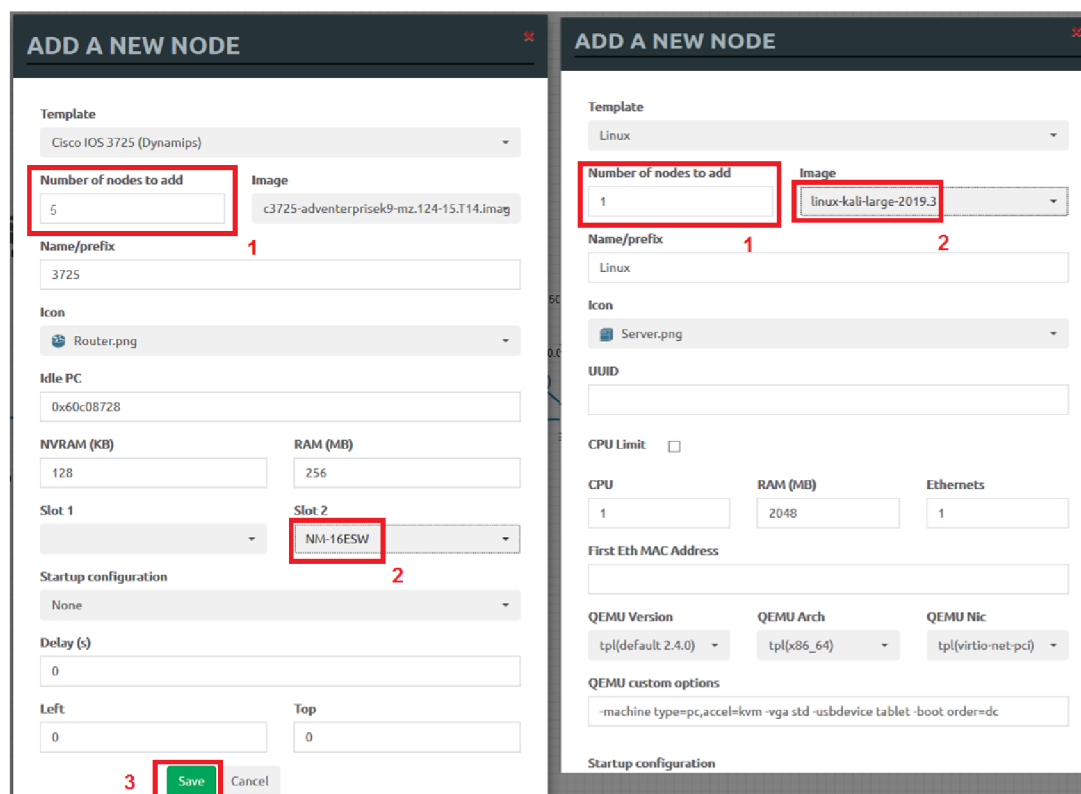 ADD A NEW NODE
Template
Cisco IOS 3725 (Dynamips)
Number of nodes to add Image
5 c3725-adventerprisek9-mz.124-15.T14.imag
1
Name/prefix
3725
Icon
Router.png
Idle PC
0x60c08728
NVRAM (KB) RAM (MB)
128 256
Slot 1 Slot 2
NM-16ESW
2
Startup configuration
None
Delay (s)
0
Left Top
0 0
3 Save Cancel
ADD A NEW NODE
Template
Linux
Number of nodes to add Image
1 linux-kali-large-2019.3
1 2
Name/prefix
Linux
Icon
Server.png
UUID
CPU Limit
CPU RAM (MB) Ethernets
1 2048 1
First Eth MAC Address
QEMU Version QEMU Arch QEMU Nic
tpl(default 2.4.0) tpl(x86_64) tpl(virtio-net-pci)
QEMU custom options
-machine type=pc,accel=kvm -vga std -usbdevice tablet -boot order=dc
Startup configuration